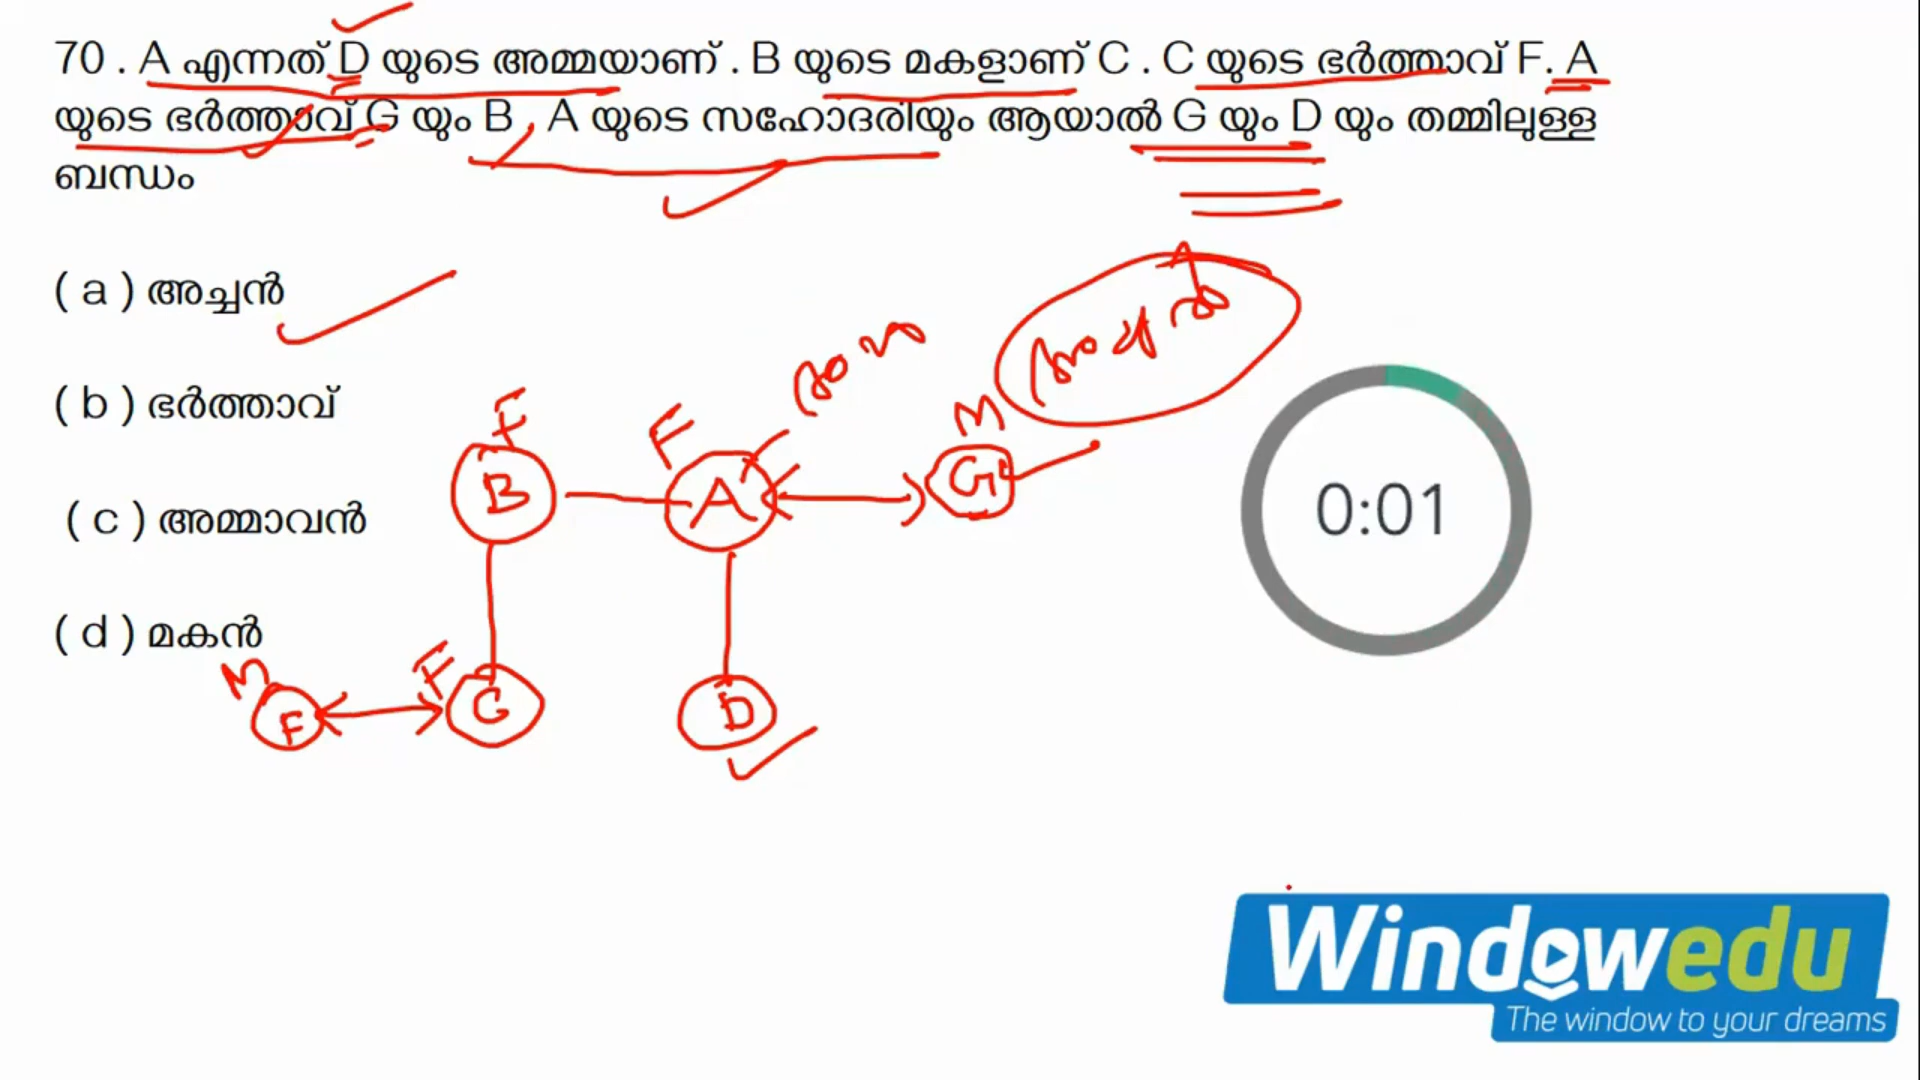 70 . A എന്നത് D യുടെ അമ്മയാണ് . B യുടെ മകളാണ് C . C യുടെ ഭർത്താവ് F. A
യുടെ ഭർത്താവ് G യും B , A യുടെ സഹോദരിയും ആയാൽ G യും D യും തമ്മിലുള്ള
ബന്ധം
( a ) അച്ചൻ
( b ) ഭർത്താവ്
( c ) അമ്മാവൻ
( d ) മകൻ
F F M
B A G
M F
F C D
0:01
Windowedu
The window to your dreams